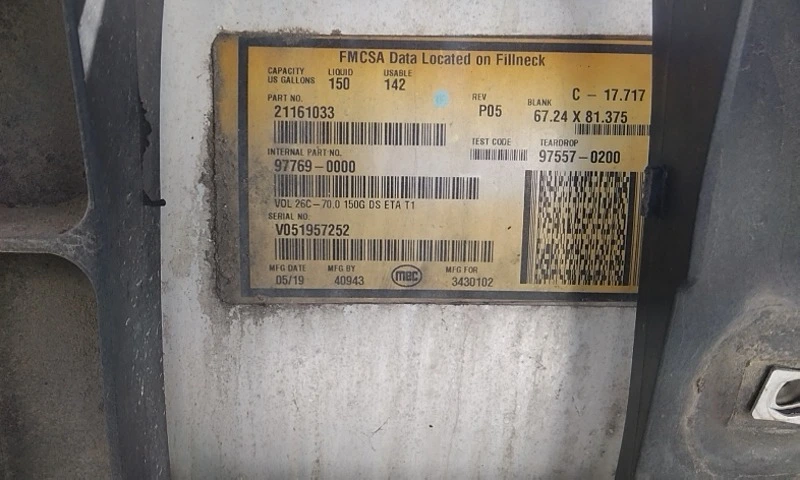 FMCSA Data Located on Fillneck
CAPACITY US GALLONS LIQUID 150 USABLE 142
C - 17.717
PART NO. 21161033
REV P05
BLANK 67.24 X 81.375
TEST CODE
TEARDROP 97557-0200
INTERNAL PART NO.
97769-0000
VOL 26C-70.0 150G DS ETA T1
SERIAL NO.
V051957252
MFG DATE MFG BY mec MFG FOR
05/19 40943 3430102